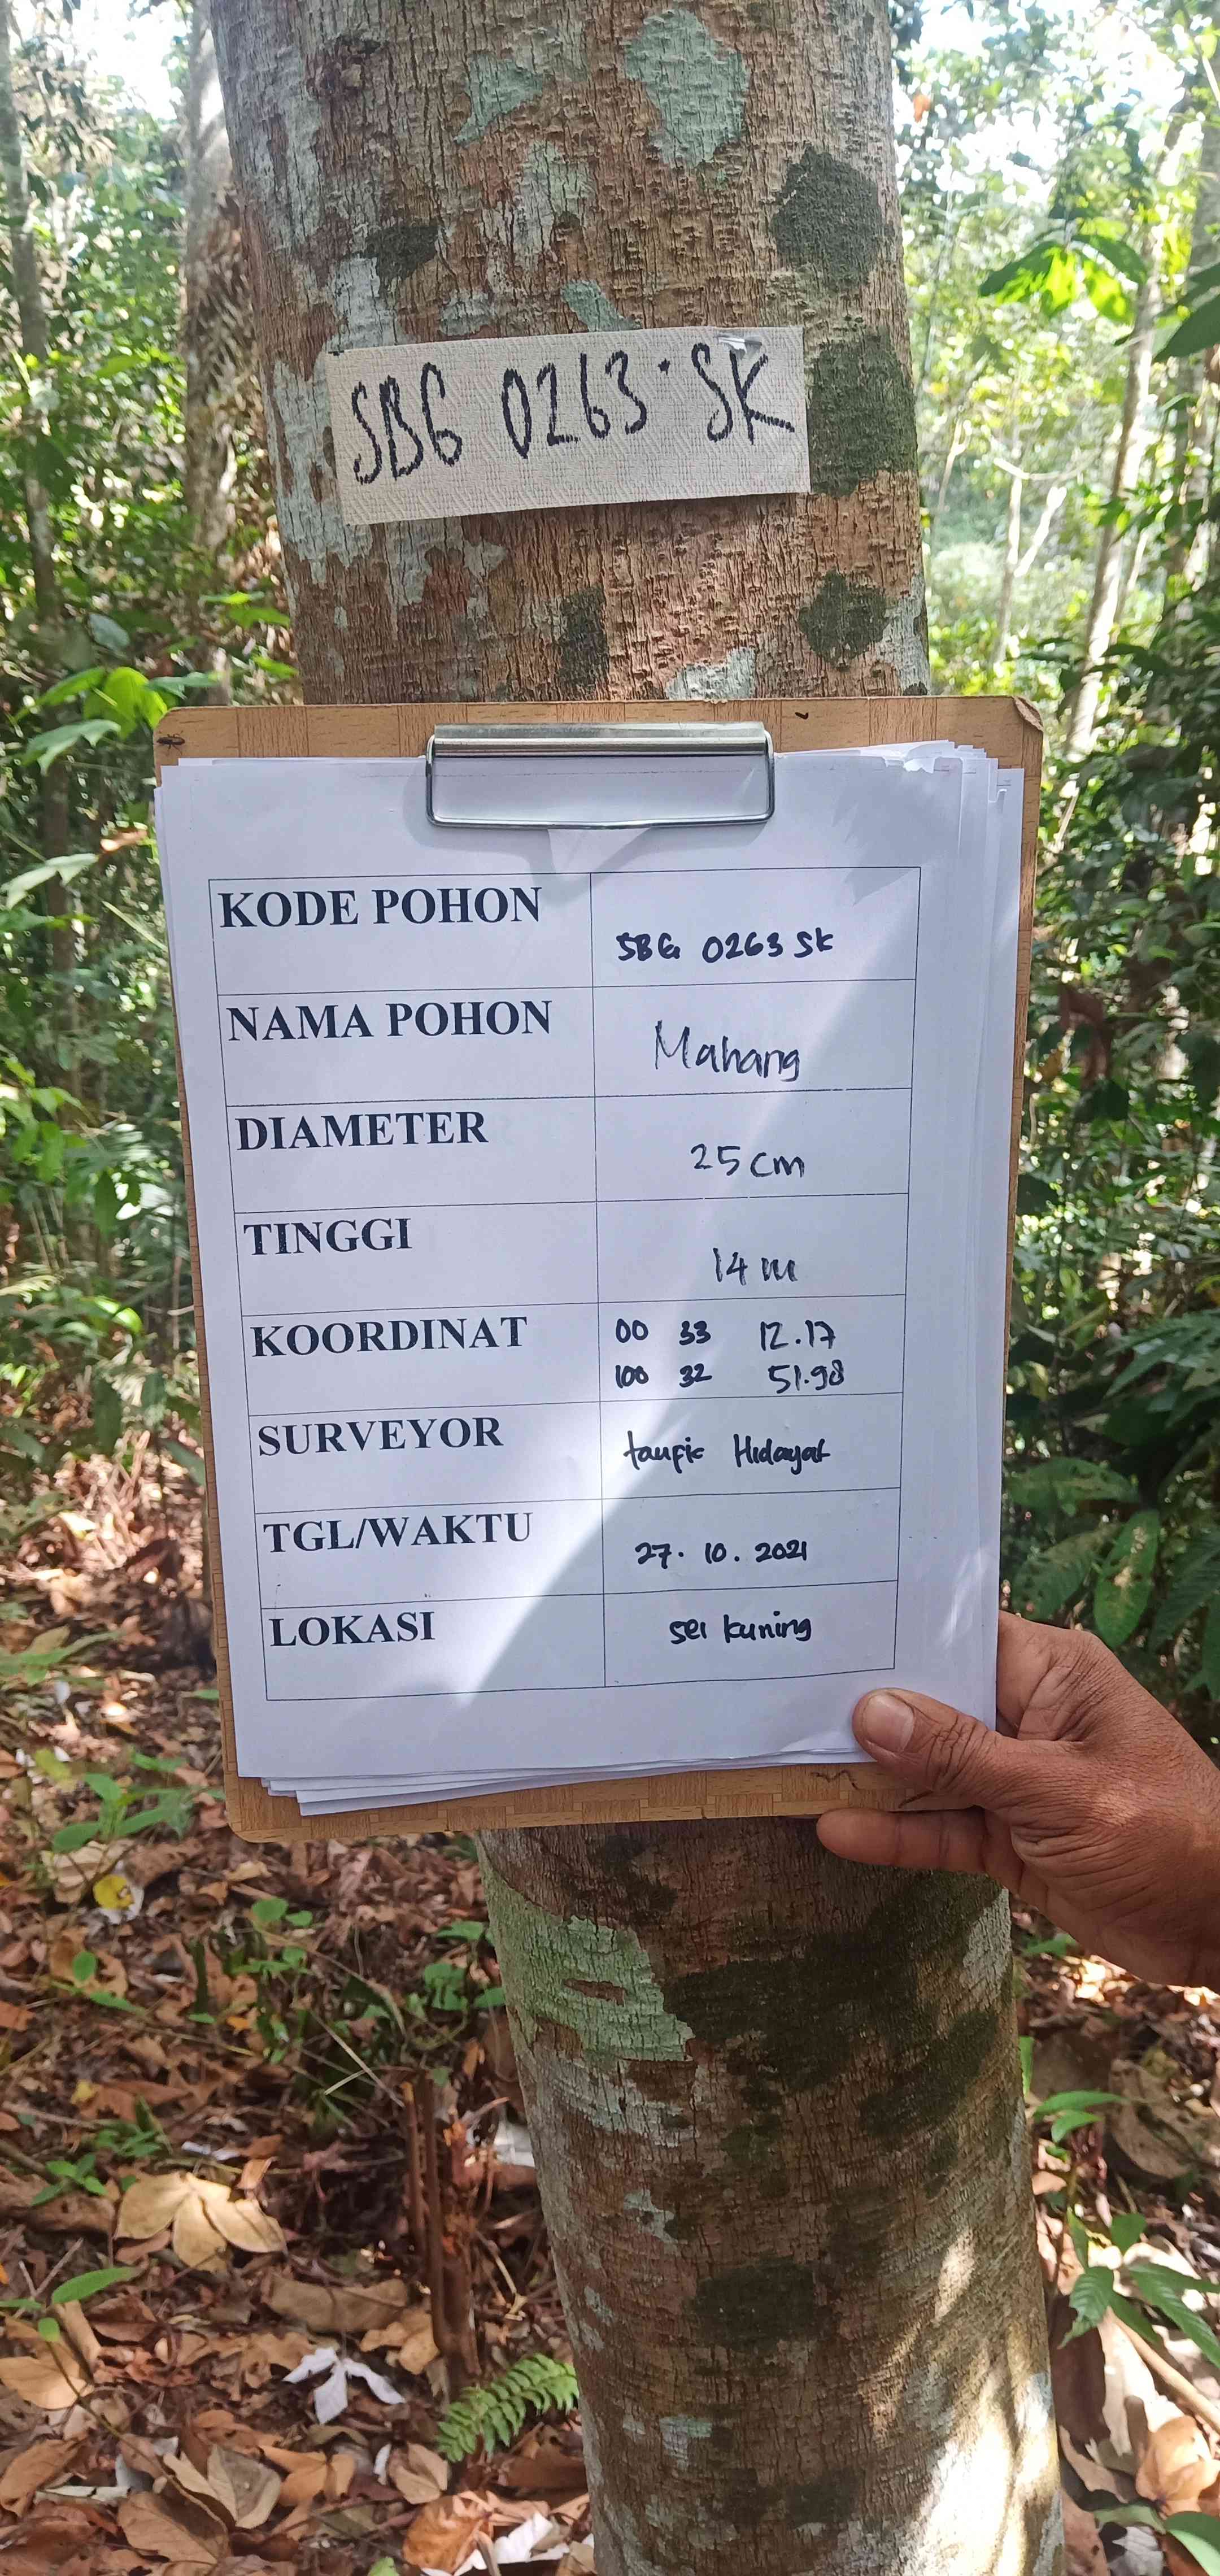 SBG 0263·SK
KODE POHON
SBG 0263 SK
NAMA POHON
Mahang
DIAMETER
25 cm
TINGGI
14 m
KOORDINAT
00 33 12.17
100 32 51.98
SURVEYOR
taufic Hidayat
TGL/WAKTU
27. 10. 2021
LOKASI
sei kuning